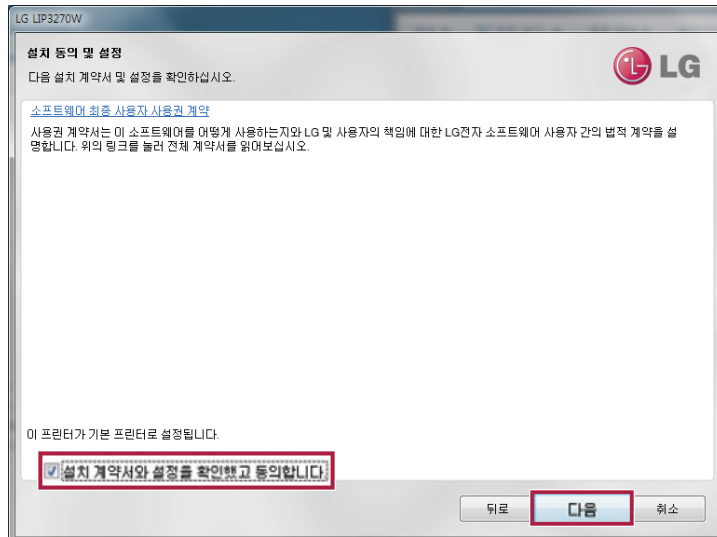 LG LIP3270W
설치 동의 및 설정
다음 설치 계약서 및 설정을 확인하십시오.
LG
소프트웨어 최종 사용자 사용권 계약
사용권 계약서는 이 소프트웨어를 어떻게 사용하는지와 LG 및 사용자의 책임에 대한 LG전자 소프트웨어 사용자 간의 법적 계약을 설
명합니다. 위의 링크를 눌러 전체 계약서를 읽어보십시오.
이 프린터가 기본 프린터로 설정됩니다.
설치 계약서와 설정을 확인했고 동의합니다
뒤로 다음 취소